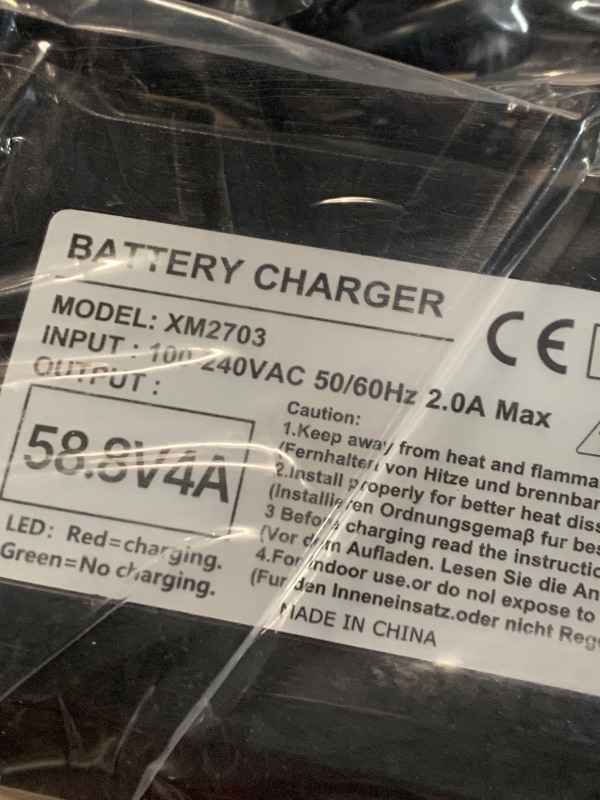 BATTERY CHARGER
MODEL: XM2703
INPUT : 100-240VAC 50/60Hz 2.0A Max
OUTPUT :
58.8V4A
LED: Red=charging.
Green=No charging.
CE
Caution:
1.Keep away from heat and flamma
(Fernhalten von Hitze und brennbar
2.Install properly for better heat diss
(Installieren Ordnungsgemaß fur bes
3 Before charging read the instructio
(Vor dem Aufladen. Lesen Sie die An
4.For indoor use.or do nol expose to
(Fur den Inneneinsatz.oder nicht Rege
MADE IN CHINA